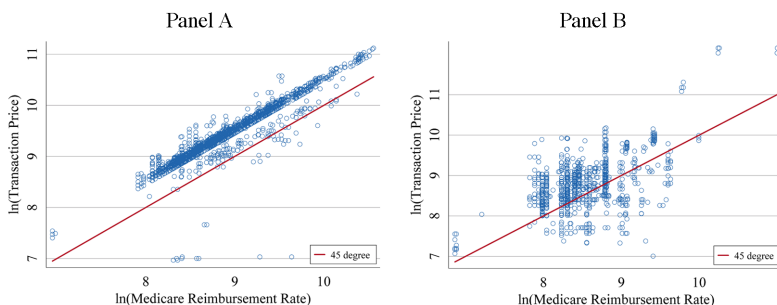 Panel A
11
10
9
8
7
ln(Transaction Price)
8 9 10
ln(Medicare Reimbursement Rate)
45 degree
Panel B
11
10
9
8
7
ln(Transaction Price)
8 9 10 11
ln(Medicare Reimbursement Rate)
45 degree